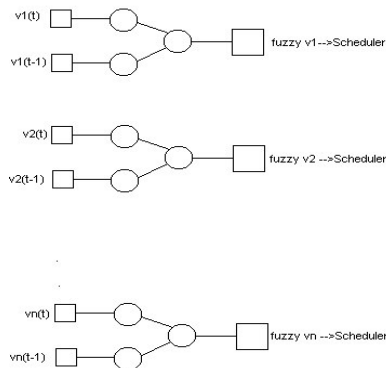 v1(t)
fuzzy v1-->Scheduler
v1(t-1)
v2(t)
fuzzy v2 -->Scheduler
v2(t-1)
vn(t)
fuzzy vn -->Scheduler
vn(t-1)